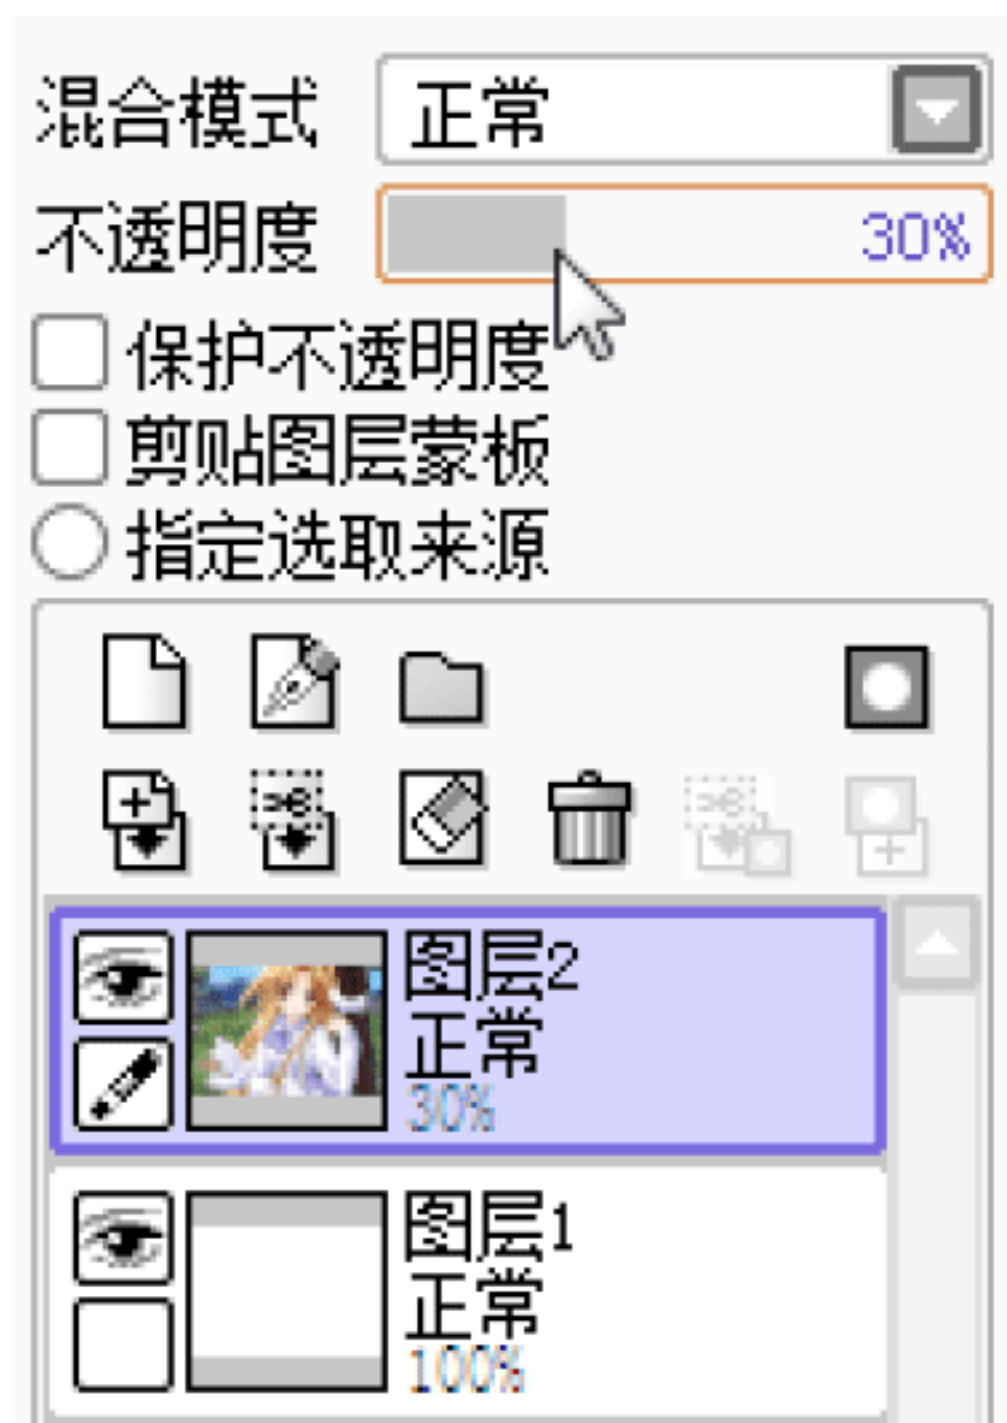 混合模式 正常
不透明度 30%
保护不透明度
剪贴图层蒙板
指定选取来源
图层2
正常
30%
图层1
正常
100%